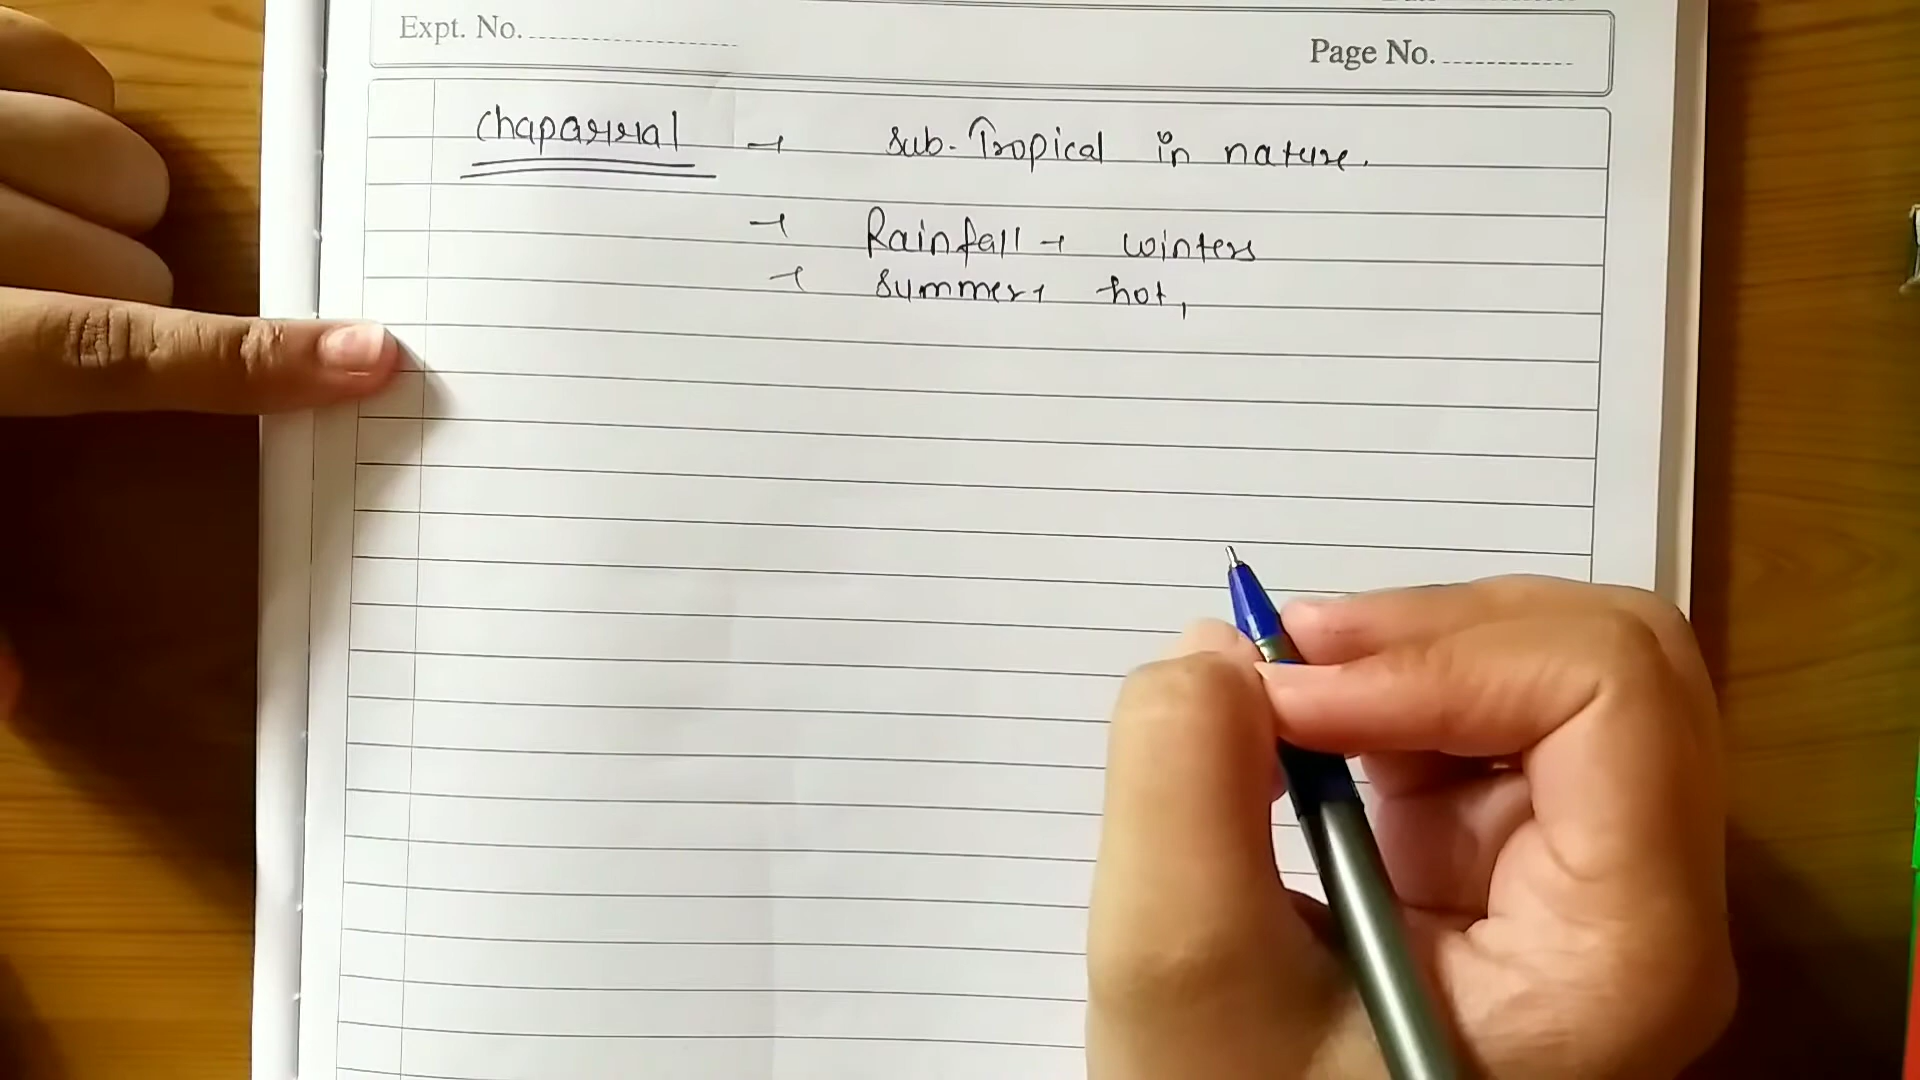 Expt. No.
Page No.
Chaparral → Sub-Tropical in nature.
→ Rainfall → winters
→ Summer → hot,